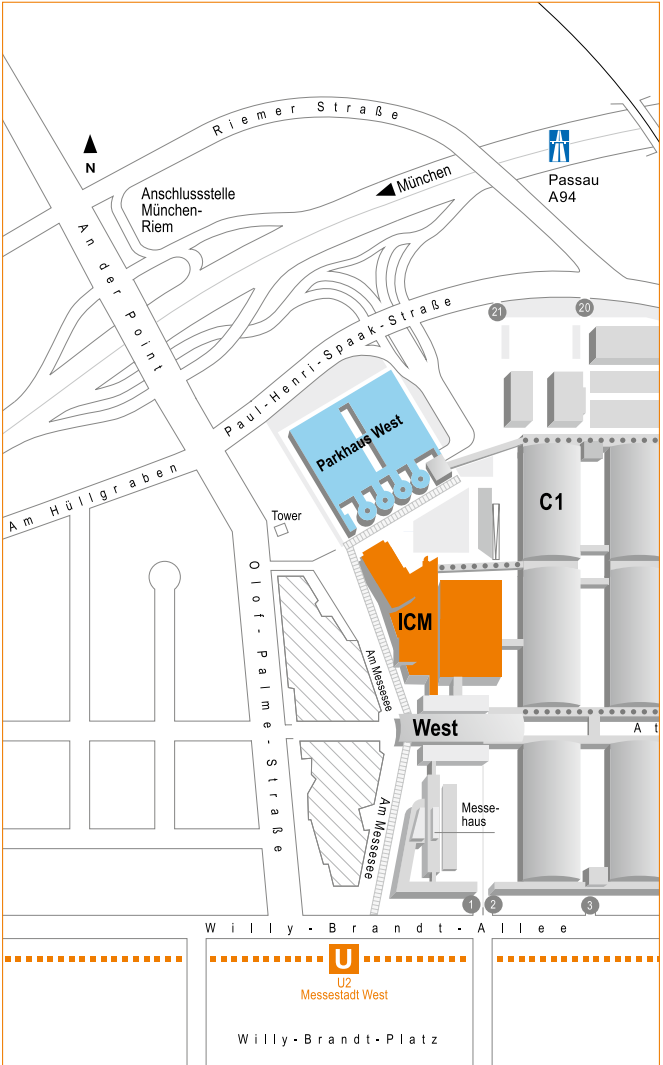 Riemer Straße
N
Anschlussstelle
München-
Riem
München
Passau
A94
An der Point
Paul-Henri-Spaak-Straße
21
20
Parkhaus West
Am Hüllgraben
Tower
C1
Olof-Palme-Straße
ICM
Am Messesee
West
At
Am Messesee
Messe-
haus
1
2
3
Willy-Brandt-Allee
U
U2
Messestadt West
Willy-Brandt-Platz